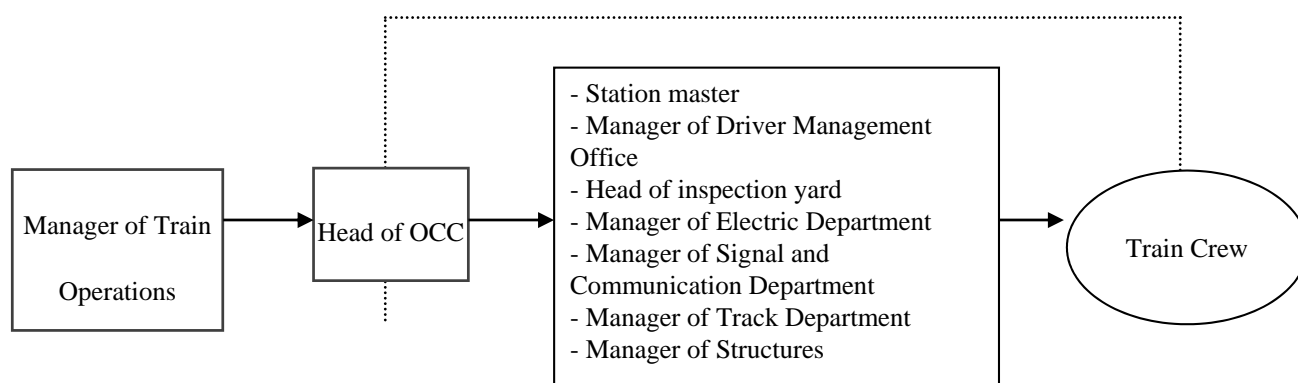 Manager of Train
Operations
Head of OCC
- Station master
- Manager of Driver Management
Office
- Head of inspection yard
- Manager of Electric Department
- Manager of Signal and
Communication Department
- Manager of Track Department
- Manager of Structures
Train Crew